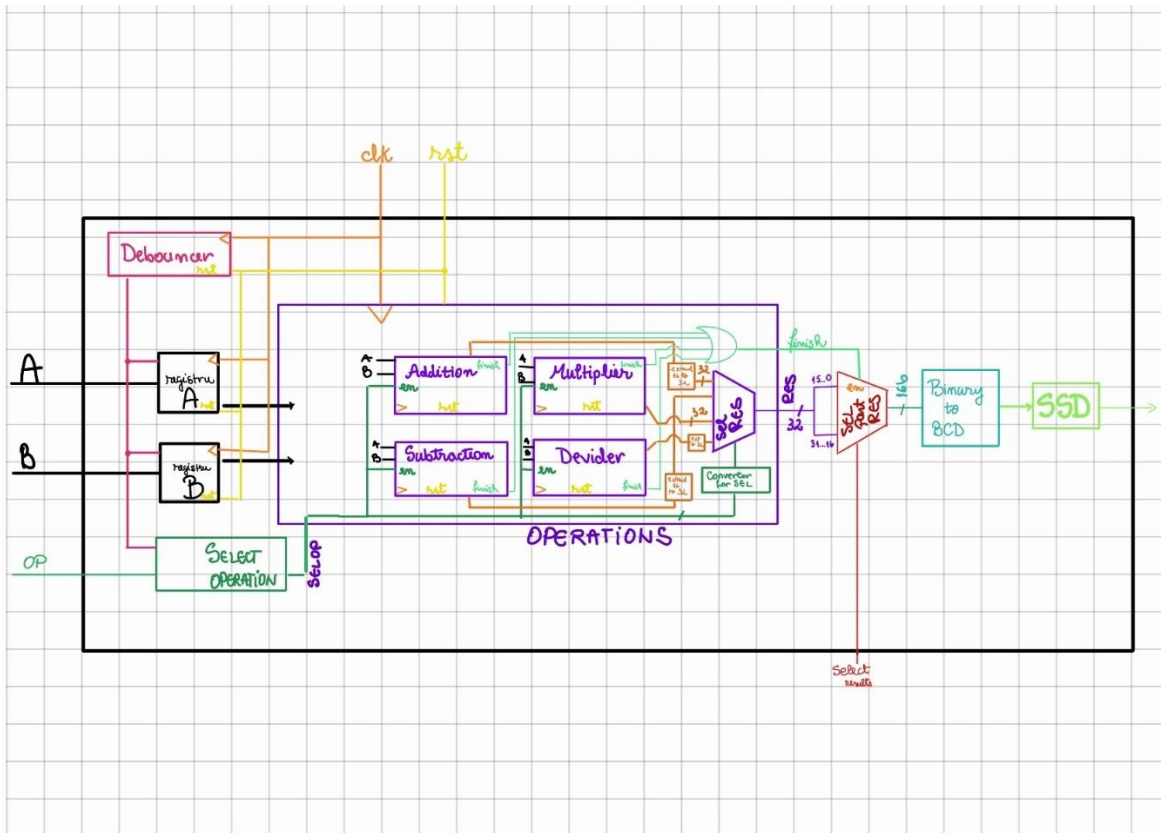 clk
rst
Debouncer
rst
A
registru
A
rst
B
registru
B
rst
OP
SELECT
OPERATION
SELOP
A
B
Addition
finish
en
rst
A
B
Multiplier
finish
en
rst
A
B
Subtraction
en
rst
finish
A
B
Devider
en
rst
32
32
Sel
RES
Convertor
for SEL
OPERATIONS
finish
RES
32
15..0
31..16
en
SEL
Part
RES
16b
Select
results
Binary
to
BCD
SSD